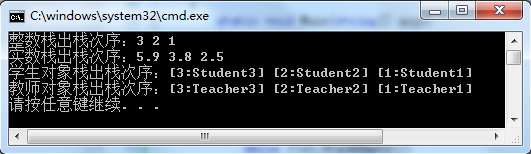 C:\windows\system32\cmd.exe
整数栈出栈次序：3 2 1
实数栈出栈次序：5.9 3.8 2.5
学生对象栈出栈次序：[3:Student3] [2:Student2] [1:Student1]
教师对象栈出栈次序：[3:Teacher3] [2:Teacher2] [1:Teacher1]
请按任意键继续. . .